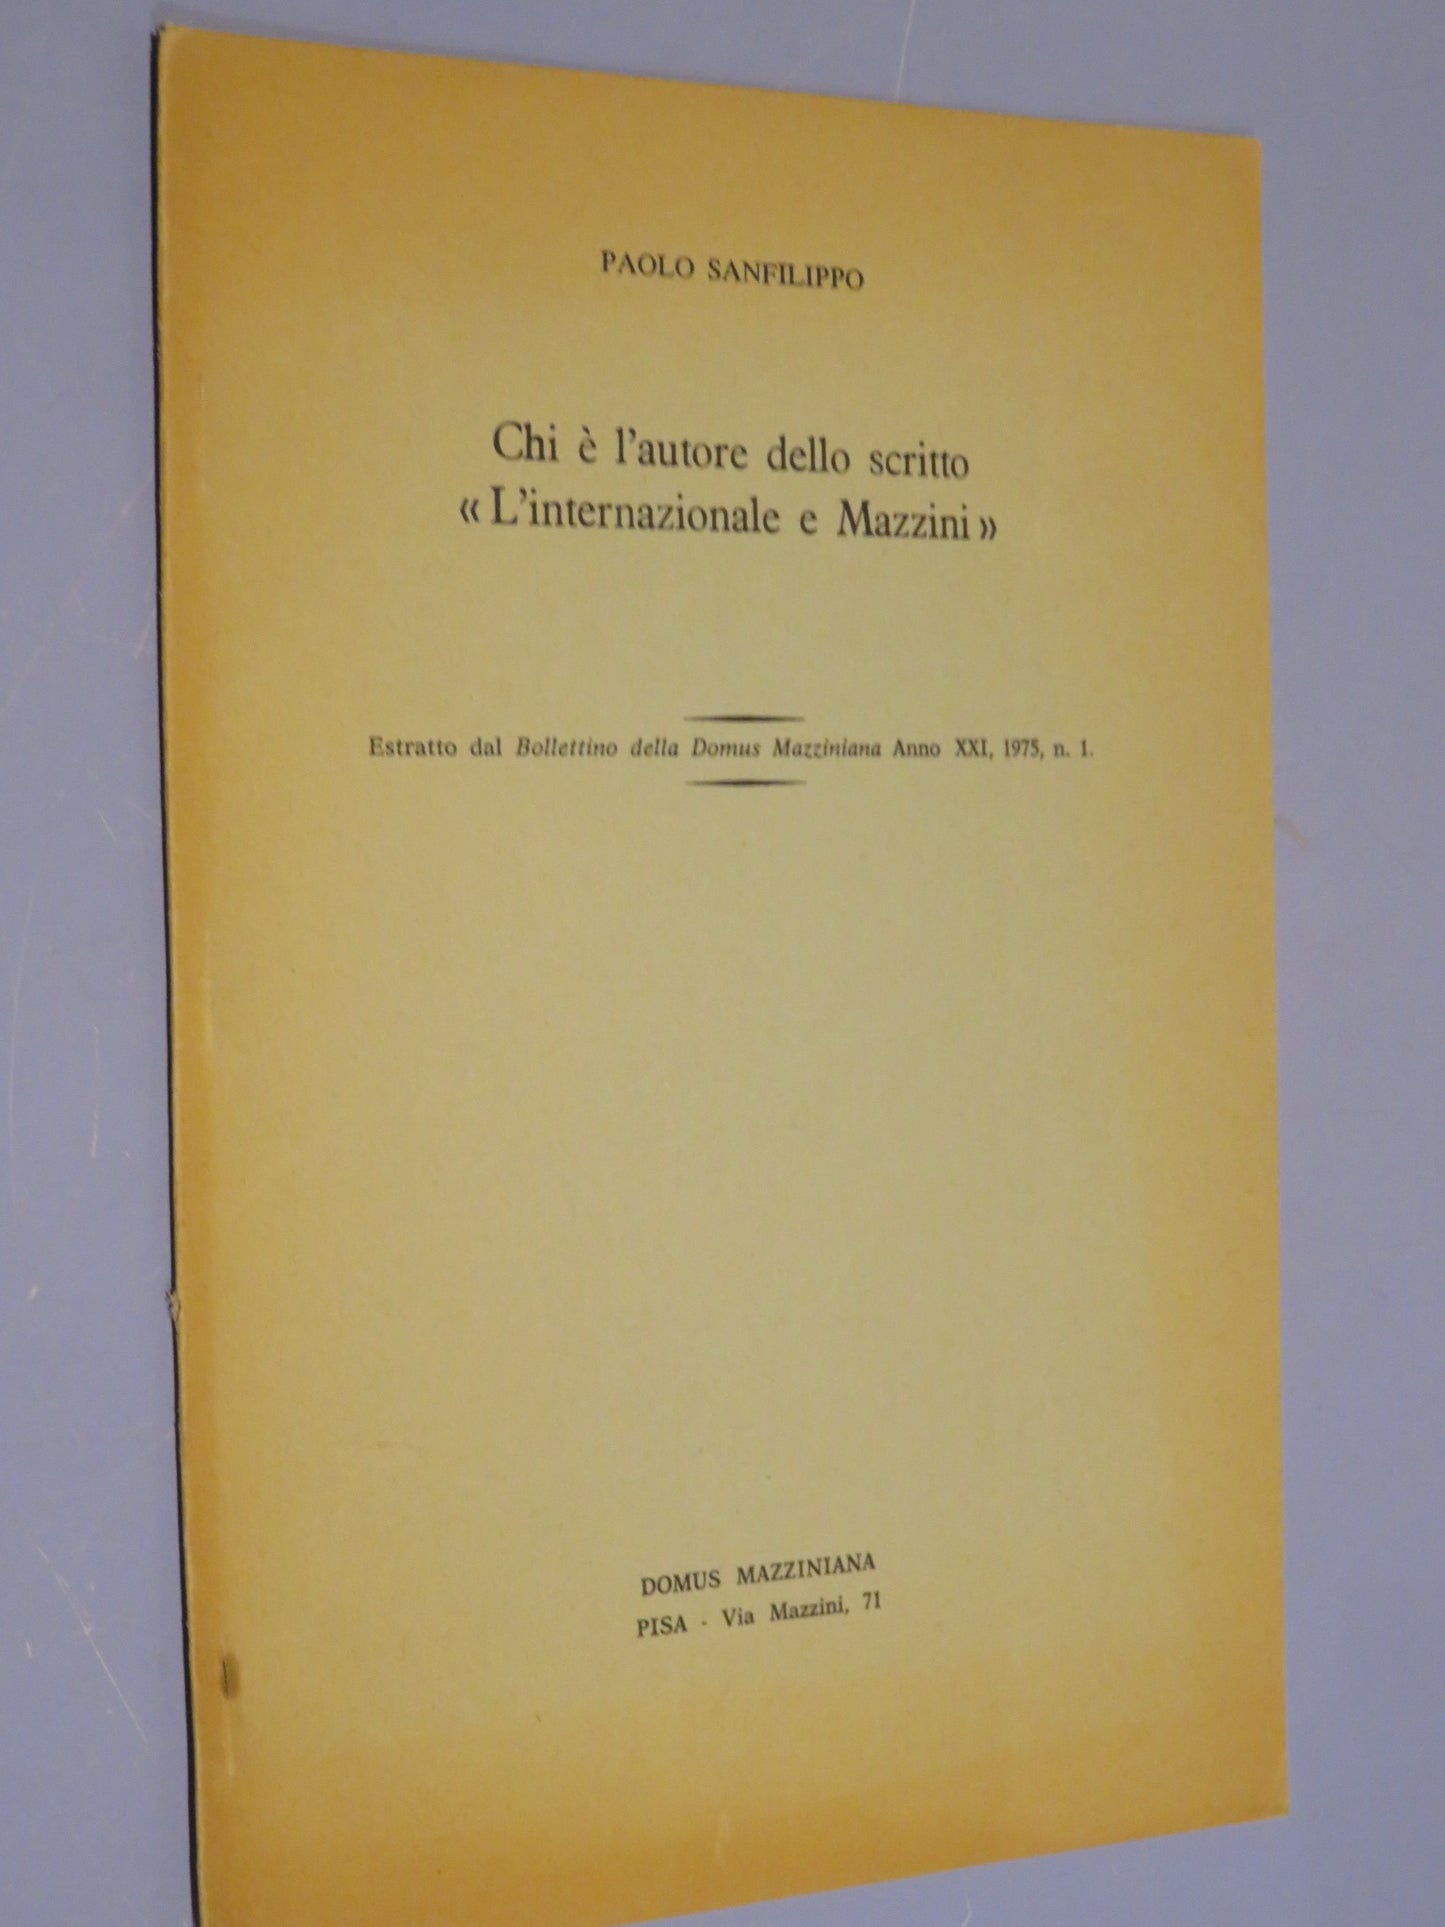 PAOLO SANFILIPPO
Chi è l'autore dello scritto
« L'internazionale e Mazzini »
Estratto dal Bollettino della Domus Mazziniana Anno XXI, 1975, n. 1.
DOMUS MAZZINIANA
PISA - Via Mazzini, 71